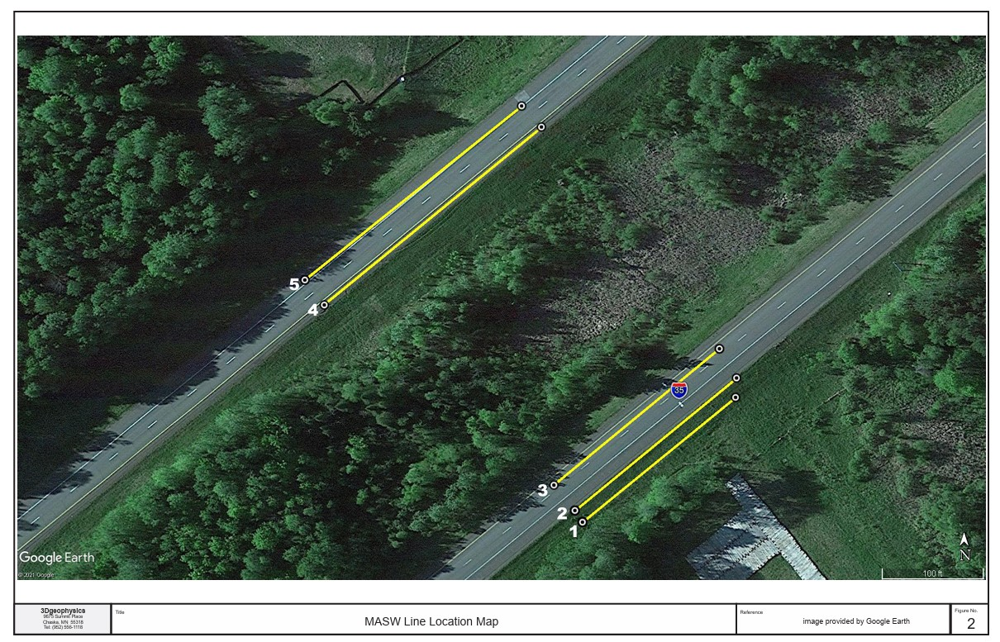 5
4
35
3
2
1
Google Earth
© 2021 Google
N
100 ft
3Dgeophysics
9675 Summit Place
Chaska, MN 55318
Tel: (952) 556-1118
Title
MASW Line Location Map
Reference
image provided by Google Earth
Figure No.
2